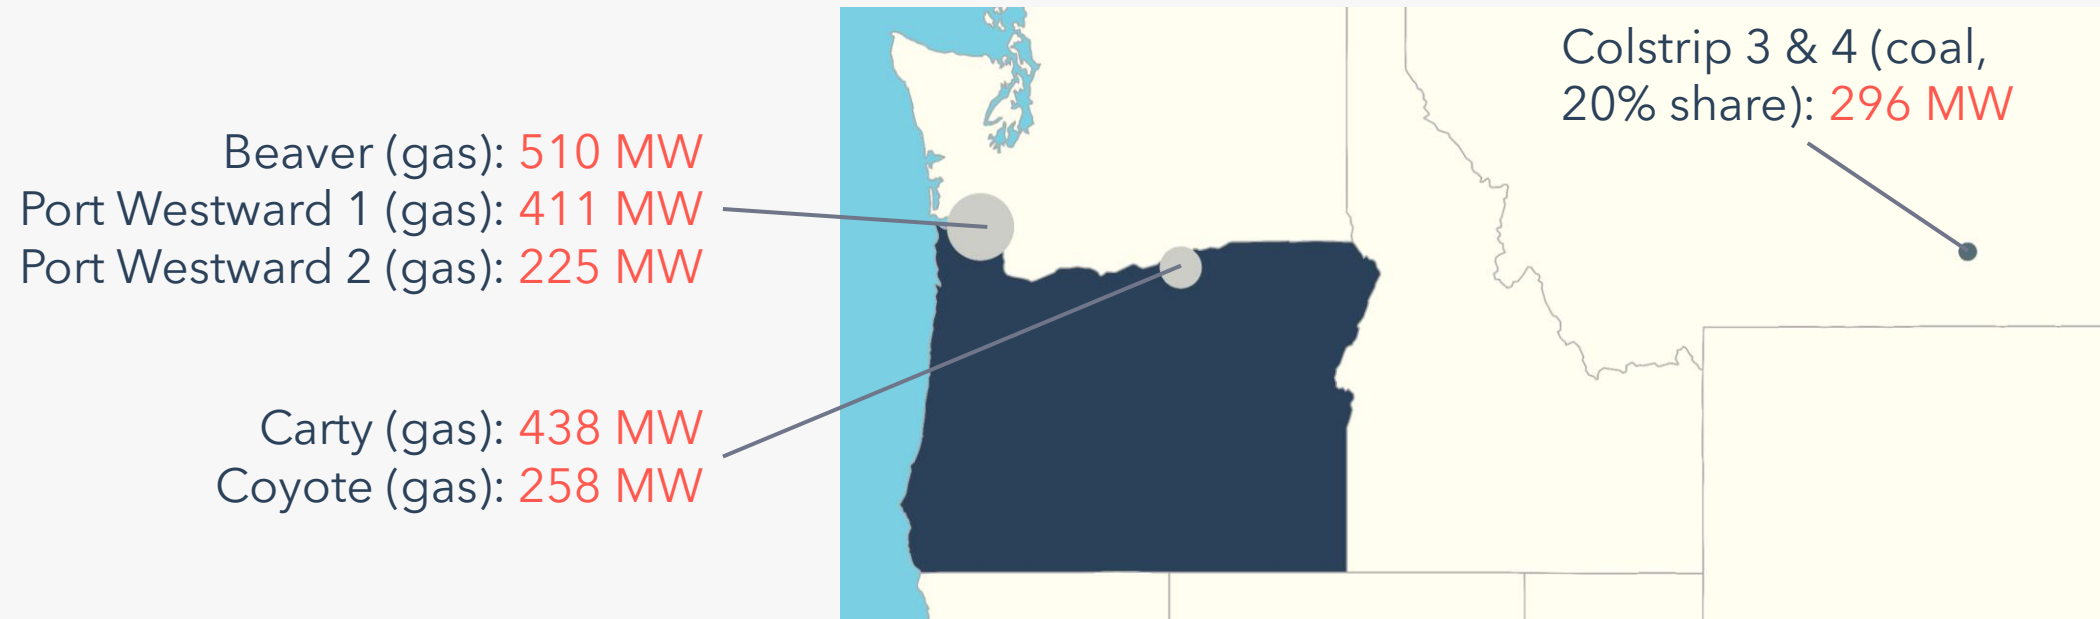 Beaver (gas): 510 MW
Port Westward 1 (gas): 411 MW
Port Westward 2 (gas): 225 MW
Carty (gas): 438 MW
Coyote (gas): 258 MW
Colstrip 3 & 4 (coal,
20% share): 296 MW